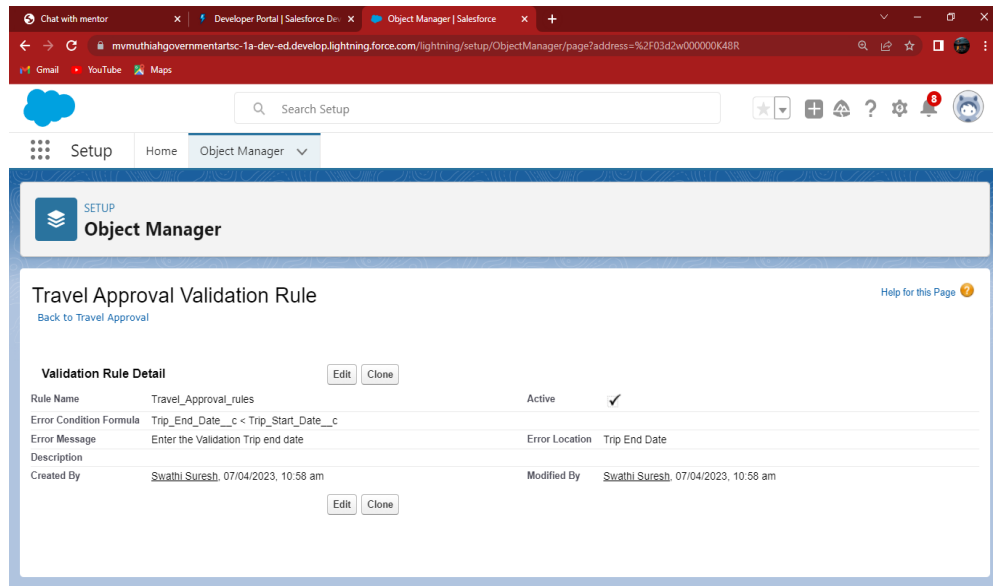 Chat with mentor
Developer Portal | Salesforce Dev
Object Manager | Salesforce
mvmuthiahgovernmentartsc-1a-dev-ed.develop.lightning.force.com/lightning/setup/ObjectManager/page?address=%2F03d2w000000K48R
Gmail YouTube Maps
Search Setup
8
Setup Home Object Manager
SETUP
Object Manager
Travel Approval Validation Rule
Help for this Page ?
Back to Travel Approval
Validation Rule Detail Edit Clone
Rule Name Travel_Approval_rules Active
Error Condition Formula Trip_End_Date__c < Trip_Start_Date__c
Error Message Enter the Validation Trip end date Error Location Trip End Date
Description
Created By Swathi Suresh, 07/04/2023, 10:58 am Modified By Swathi Suresh, 07/04/2023, 10:58 am
Edit Clone